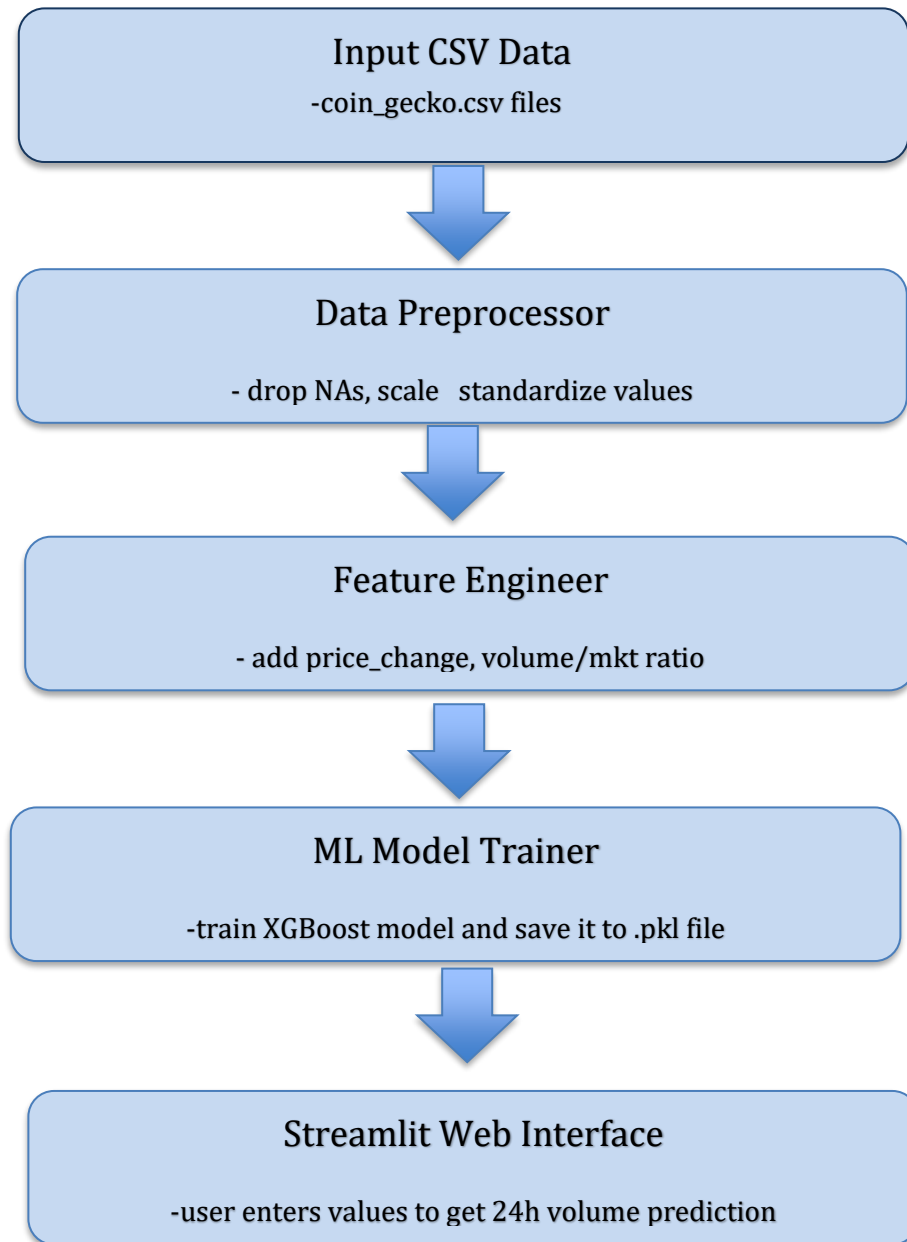 Input CSV Data
-coin_gecko.csv files
Data Preprocessor
- drop NAs, scale standardize values
Feature Engineer
- add price_change, volume/mkt ratio
ML Model Trainer
-train XGBoost model and save it to .pkl file
Streamlit Web Interface
-user enters values to get 24h volume prediction